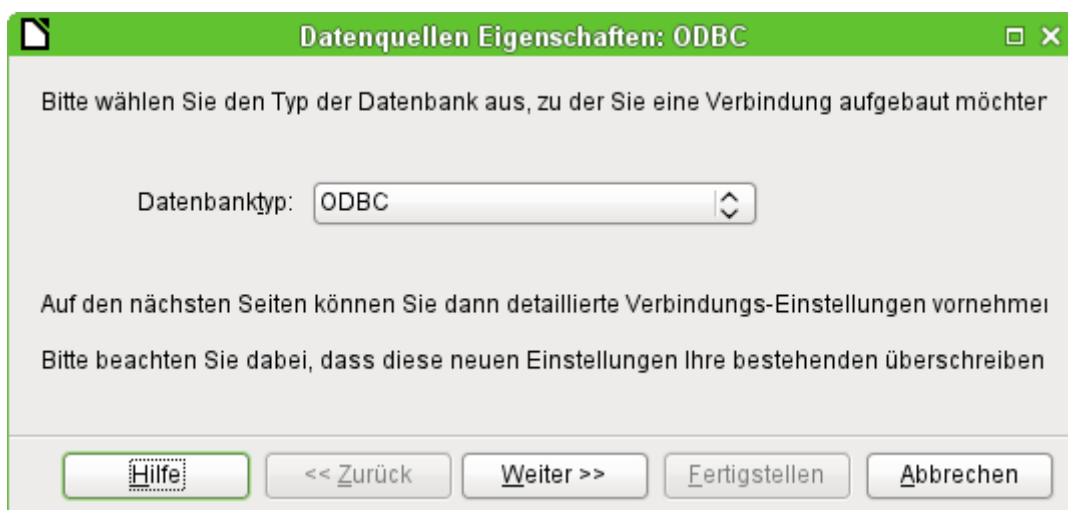 Datenquellen Eigenschaften: ODBC
Bitte wählen Sie den Typ der Datenbank aus, zu der Sie eine Verbindung aufgebaut möchter
Datenbanktyp: ODBC
Auf den nächsten Seiten können Sie dann detaillierte Verbindungs-Einstellungen vornehmer
Bitte beachten Sie dabei, dass diese neuen Einstellungen Ihre bestehenden überschreiben
Hilfe << Zurück Weiter >> Fertigstellen Abbrechen